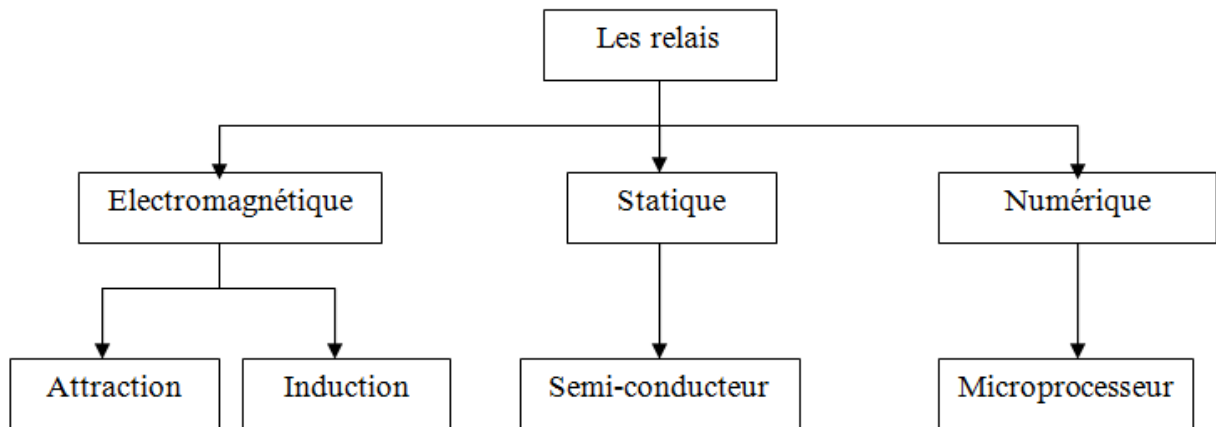 Les relais
Electromagnétique
Statique
Numérique
Attraction
Induction
Semi-conducteur
Microprocesseur